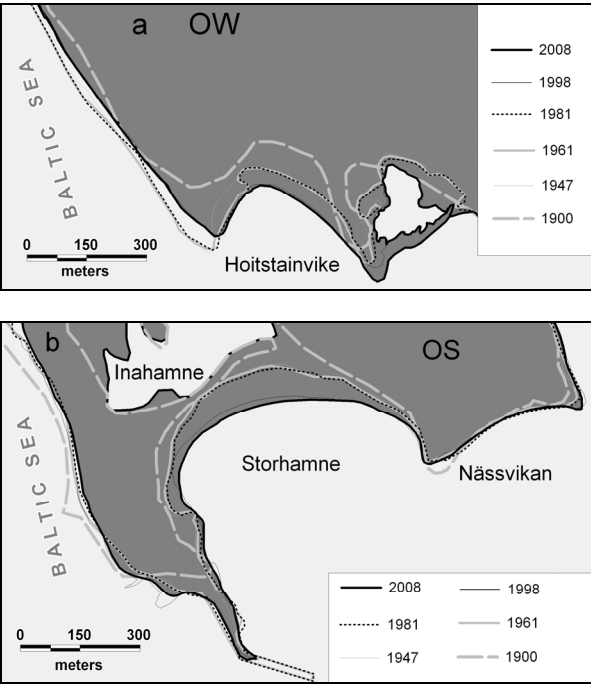 a OW
BALTIC SEA
2008
1998
1981
1961
1947
1900
0 150 300
meters
Hoitstainvike
b
OS
Inahamne
Storhamne
Nässvikan
BALTIC SEA
2008 1998
1981 1961
1947 1900
0 150 300
meters